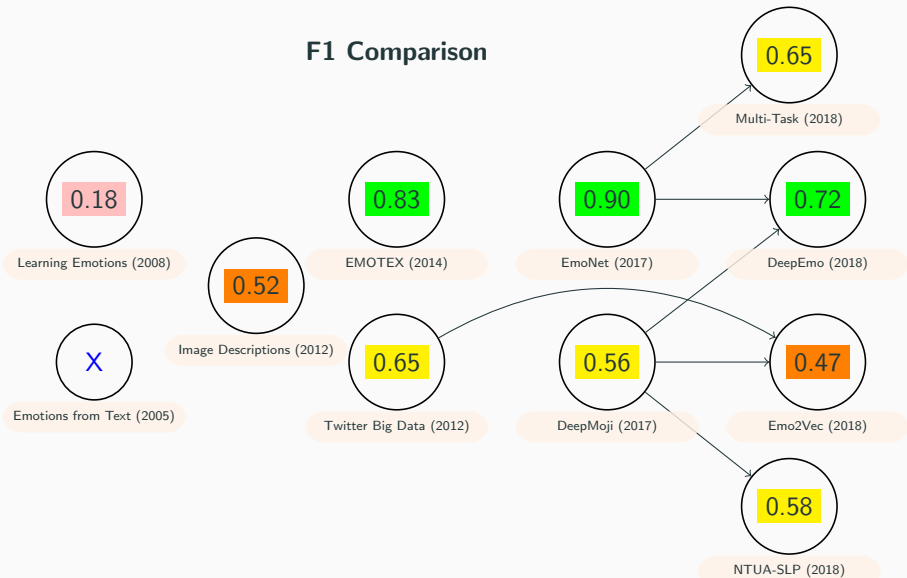 F1 Comparison
0.65
Multi-Task (2018)
0.18
Learning Emotions (2008)
0.83
EMOTEX (2014)
0.90
EmoNet (2017)
0.72
DeepEmo (2018)
0.52
Image Descriptions (2012)
X
Emotions from Text (2005)
0.65
Twitter Big Data (2012)
0.56
DeepMoji (2017)
0.47
Emo2Vec (2018)
0.58
NTUA-SLP (2018)